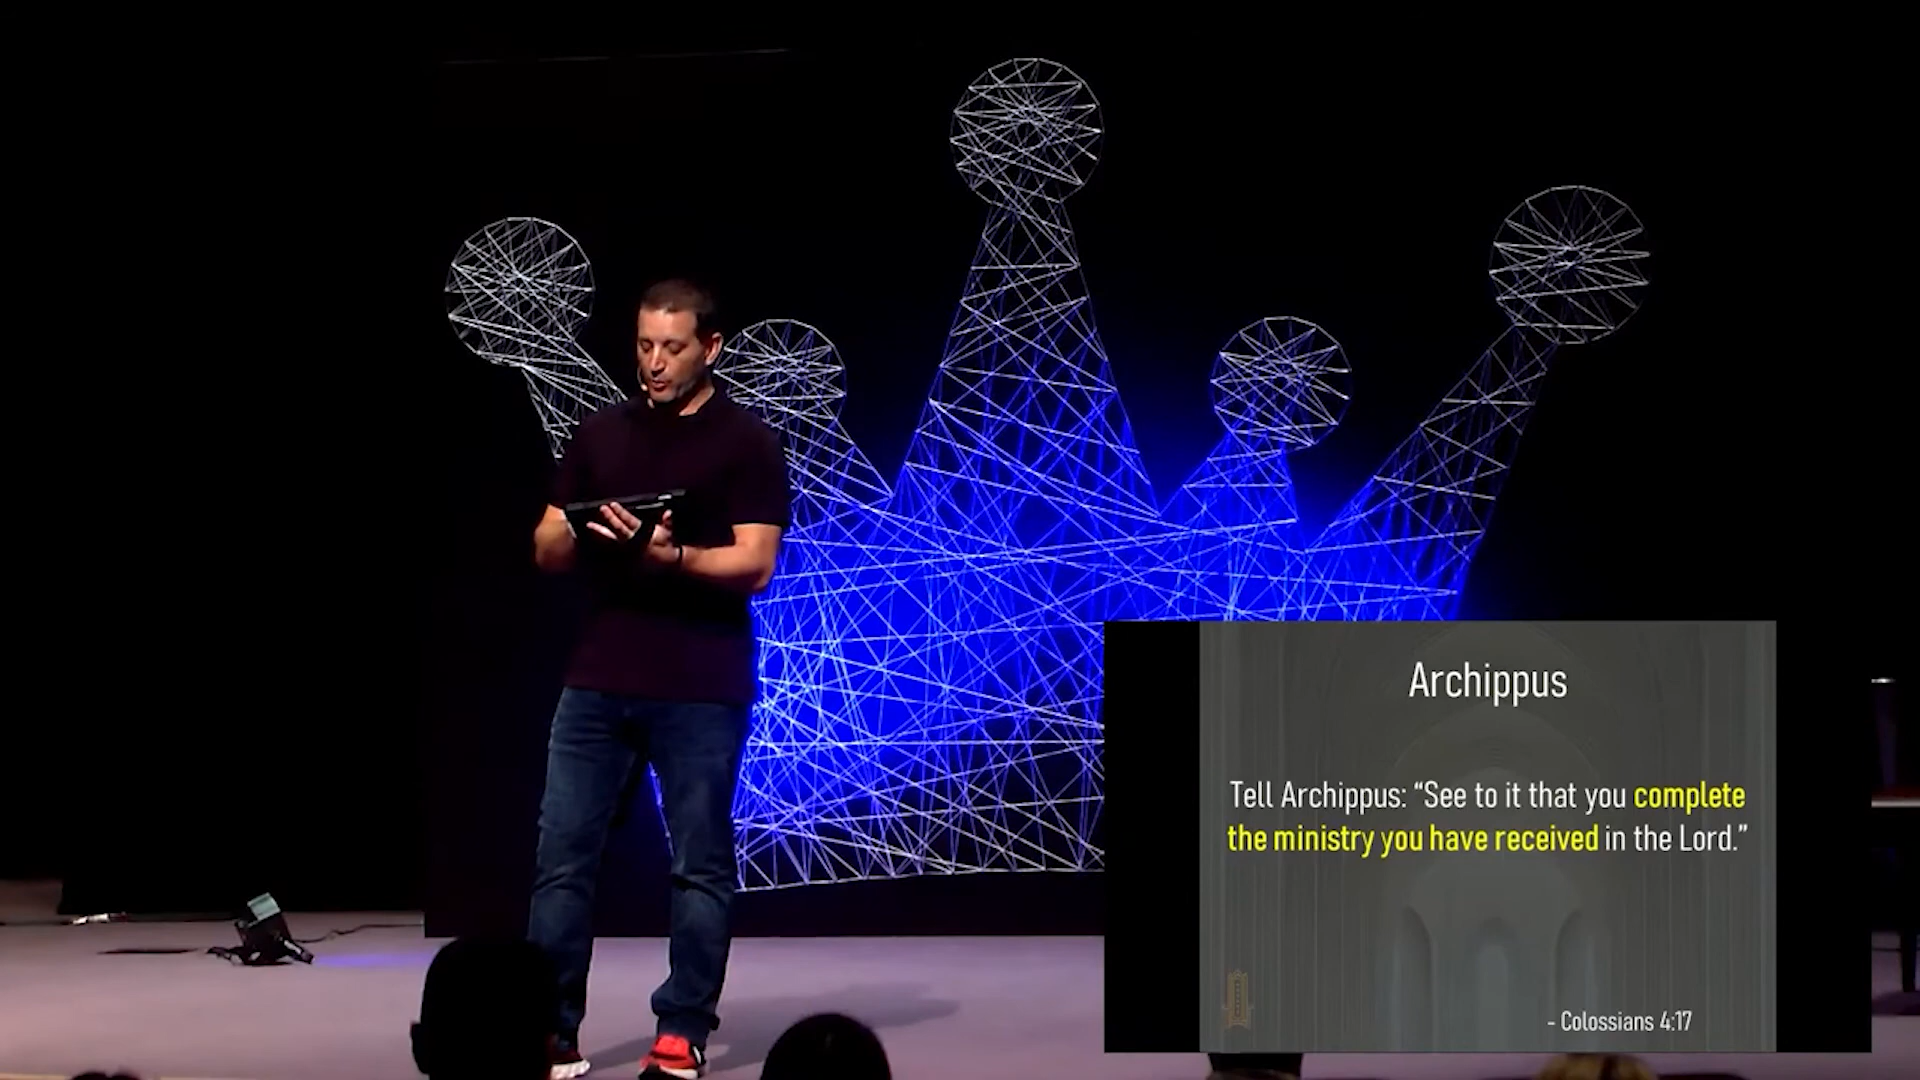 Archippus
Tell Archippus: “See to it that you complete
the ministry you have received in the Lord.”
- Colossians 4:17